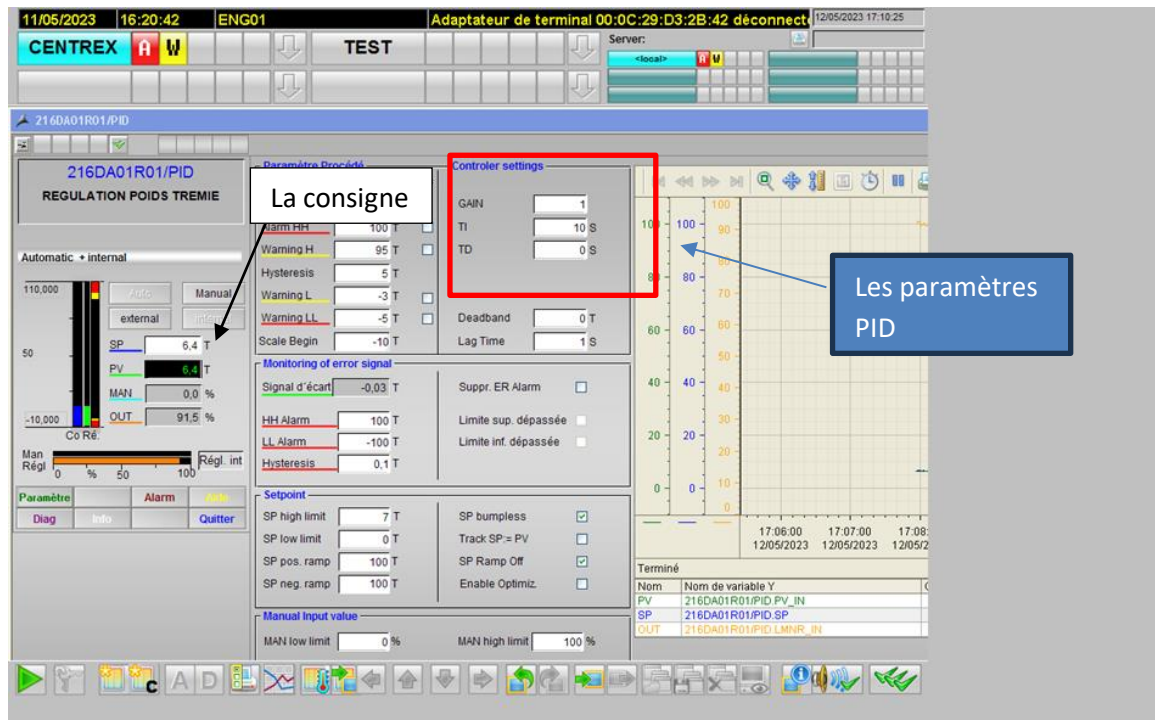 11/05/2023 16:20:42 ENG01 Adaptateur de terminal 00:0C:29:D3:2B:42 déconnect
12/05/2023 17:10:25
CENTREX A W TEST
Server:
<local> A W
216DA01R01/PID
216DA01R01/PID
REGULATION POIDS TREMIE
Automatic + internal
110,000
50
-10,000
Manual
external
SP 6,4 T
PV 6,4 T
MAN 0,0 %
OUT 91,5 %
Co Ré.
Man
Régl
0 % 50 100
Régl. int
Paramètre Alarm
Diag Info Quitter
Paramètre Procédé
La consigne
Alarm HH 100 T
Warning H 95 T
Hysteresis 5 T
Warning L -3 T
Warning LL -5 T
Scale Begin -10 T
Controler settings
GAIN 1
TI 10 S
TD 0 S
Deadband 0 T
Lag Time 1 S
Les paramètres
PID
Monitoring of error signal
Signal d'écart -0,03 T
Suppr. ER Alarm
HH Alarm 100 T
Limite sup. dépassée
LL Alarm -100 T
Limite inf. dépassée
Hysteresis 0,1 T
Setpoint
SP high limit 7 T
SP bumpless
SP low limit 0 T
Track SP:= PV
SP pos. ramp 100 T
SP Ramp Off
SP neg. ramp 100 T
Enable Optimiz.
Manual Input value
MAN low limit 0 %
MAN high limit 100 %
100 100 100
90
80 80 80
70
60 60 60
50
40 40 40
30
20 20 20
10
0 0 0
17:06:00 17:07:00 17:08:
12/05/2023 12/05/2023 12/05/2
Terminé
Nom Nom de variable Y
PV 216DA01R01/PID.PV_IN
SP 216DA01R01/PID.SP
OUT 216DA01R01/PID.LMNR_IN
c A D